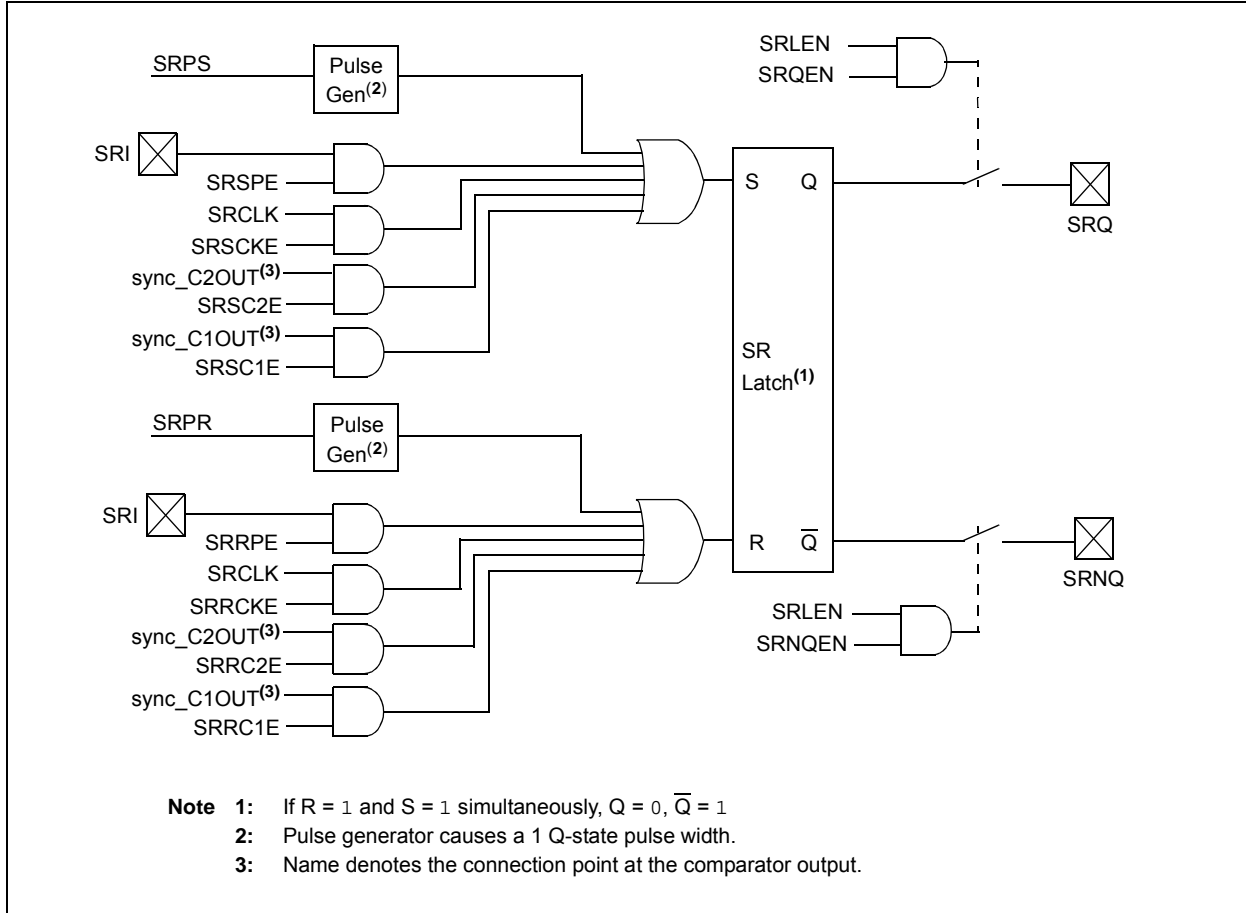 SRPS
Pulse
Gen(2)
SRI
SRSPE
SRCLK
SRSCKE
sync_C2OUT(3)
SRSC2E
sync_C1OUT(3)
SRSC1E
SRPR
Pulse
Gen(2)
SRI
SRRPE
SRCLK
SRRCKE
sync_C2OUT(3)
SRRC2E
sync_C1OUT(3)
SRRC1E
S Q
SR
Latch(1)
R Q̅
SRLEN
SRQEN
SRQ
SRNQ
SRLEN
SRNQEN
Note 1: If R = 1 and S = 1 simultaneously, Q = 0, Q̅ = 1
2: Pulse generator causes a 1 Q-state pulse width.
3: Name denotes the connection point at the comparator output.